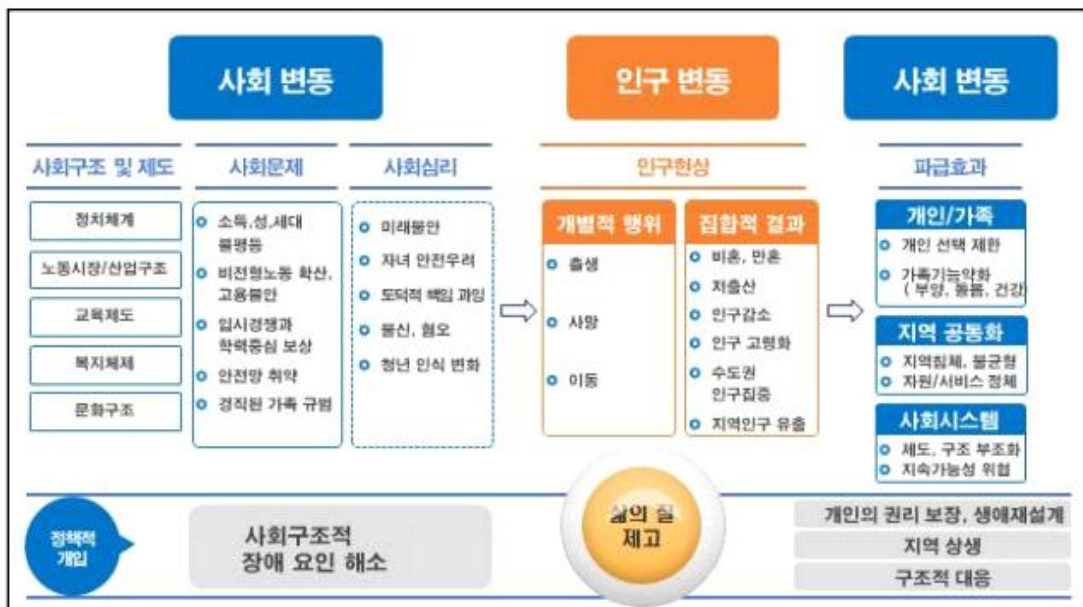 사회 변동
인구 변동
사회 변동
사회구조 및 제도
정치체계
노동시장/산업구조
교육제도
복지체제
문화구조
사회문제
소득,성,세대
불평등
비전형노동 확산,
고용불안
입시경쟁과
학력중심 보상
안전망 취약
경직된 가족 규범
사회심리
미래불안
자녀 안전우려
도덕적 책임 과잉
불신, 혐오
청년 인식 변화
인구현상
개별적 행위
출생
사망
이동
집합적 결과
비혼, 만혼
저출산
인구감소
인구 고령화
수도권
인구집중
지역인구 유출
파급효과
개인/가족
개인 선택 제한
가족기능약화
( 부양, 돌봄, 건강)
지역 공동화
지역침체, 불균형
자원/서비스 정체
사회시스템
제도, 구조 부조화
지속가능성 위협
정책적
개입
사회구조적
장애 요인 해소
삶의 질
제고
개인의 권리 보장, 생애재설계
지역 상생
구조적 대응